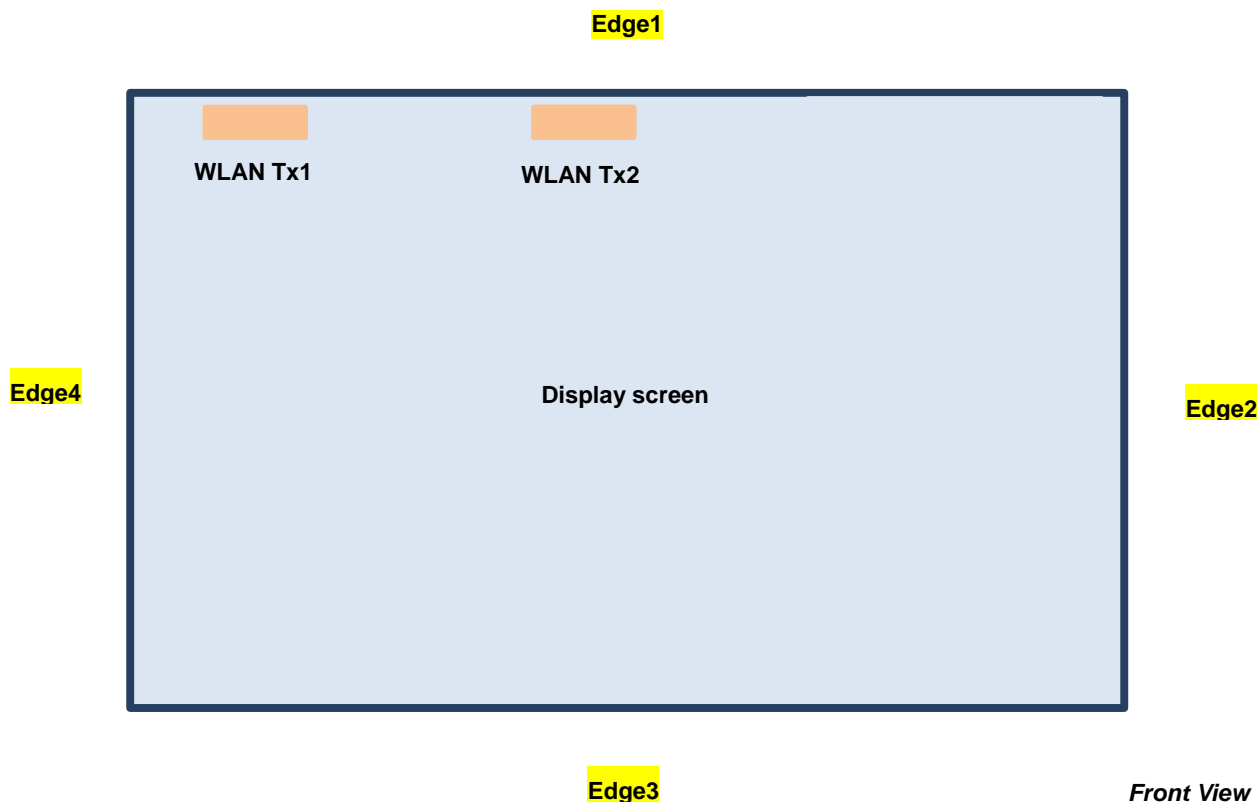 Edge1
WLAN Tx1
WLAN Tx2
Edge4
Display screen
Edge2
Edge3
Front View